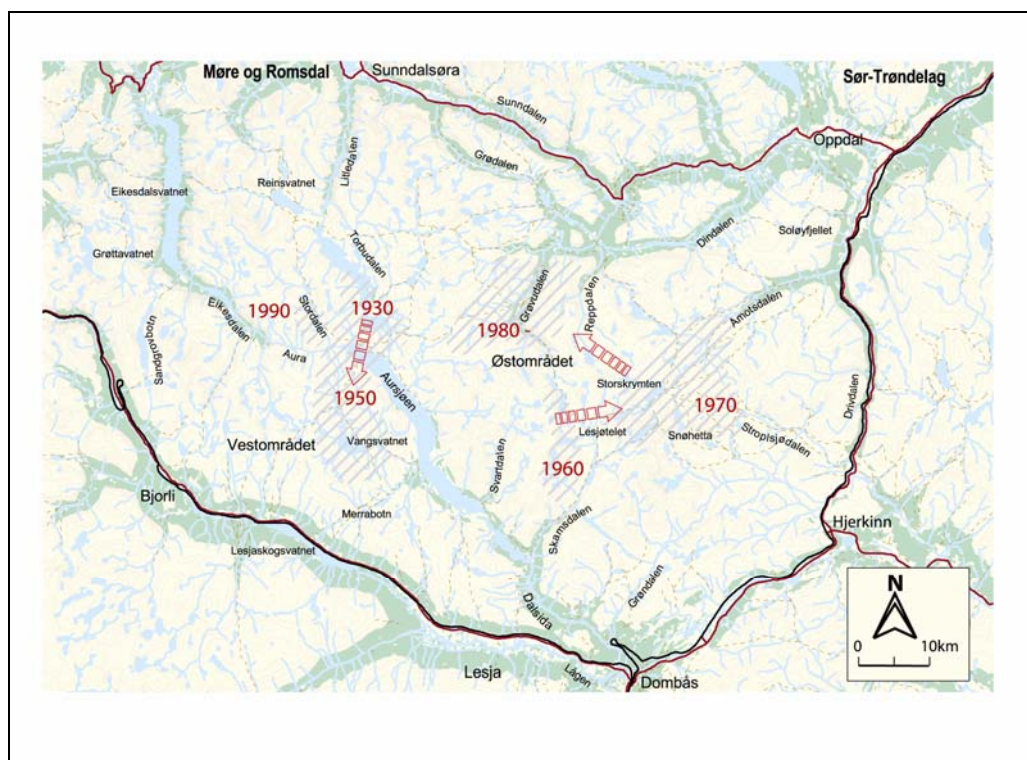 Møre og Romsdal
Sunndalsøra
Sør-Trøndelag
Sunndalen
Oppdal
Grødalen
Litledalen
Reinsvatnet
Eikesdalsvatnet
Dindalen
Soløyfjellet
Torbudalen
Grøttavatnet
Grøvudalen
Reppdalen
Åmotsdalen
Eikesdalen
1990
Stordalen
1930
1980
Sandgrovbotn
Aura
Østområdet
Storskrymten
Aursjøen
1950
1970
Drivdalen
Lesjøtelet
Snøhetta
Stropisjødalen
Vestområdet
Vangsvatnet
1960
Svartdalen
Bjorli
Merrabotn
Skamsdalen
Hjerkinn
Lesjaskogsvatnet
Grøndalen
Dalsida
N
0 10km
Lesja
Lågen
Dombås